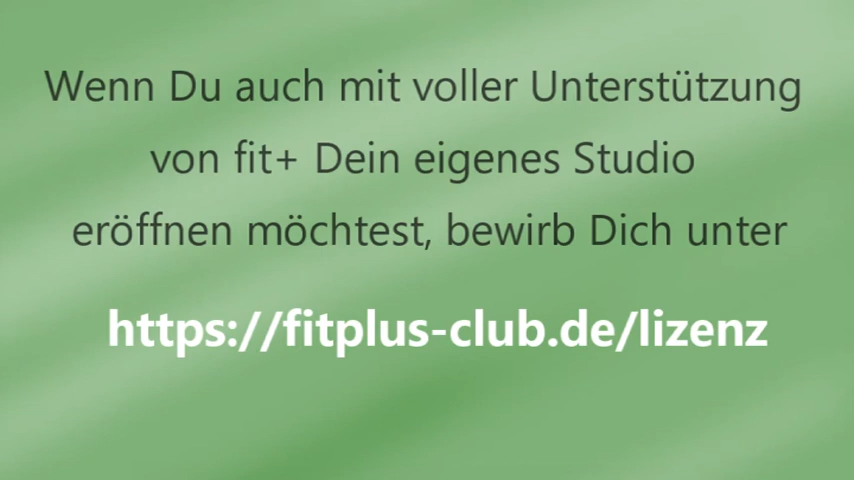 Wenn Du auch mit voller Unterstützung
von fit+ Dein eigenes Studio
eröffnen möchtest, bewirb Dich unter
https://fitplus-club.de/lizenz